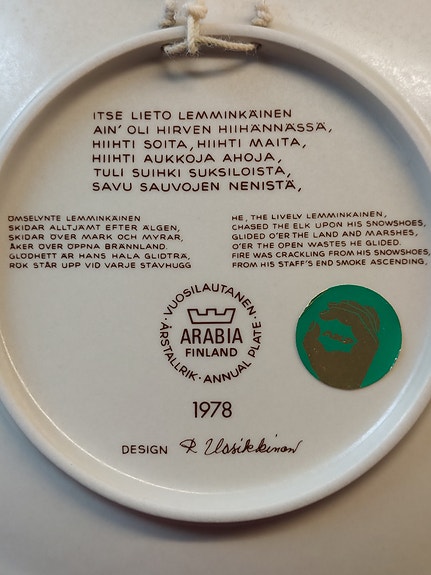 ITSE LIETO LEMMINKÄINEN
AIN' OLI HIRVEN HIIHÄNNÄSSÄ,
HIIHTI SOITA, HIIHTI MAITA,
HIIHTI AUKKOJA AHOJA,
TULI SUIHKI SUKSILOISTA,
SAVU SAUVOJEN NENISTÄ,
ÖMSELYNTE LEMMINKÄINEN
SKIDAR ALLTJÄMT EFTER ÄLGEN,
SKIDAR ÖVER MARK OCH MYRAR,
ÅKER ÖVER ÖPPNA BRÄNNLAND.
GLÖDHETT ÄR HANS HALA GLIDTRÄ,
RÖK STÅR UPP VID VARJE STAVHUGG
HE, THE LIVELY LEMMINKAINEN,
CHASED THE ELK UPON HIS SNOWSHOES,
GLIDED O'ER THE LAND AND MARSHES,
O'ER THE OPEN WASTES HE GLIDED.
FIRE WAS CRACKLING FROM HIS SNOWSHOES,
FROM HIS STAFF'S END SMOKE ASCENDING,
VUOSILAUTANEN · ÅRSTALLRIK · ANNUAL PLATE ·
ARABIA
FINLAND
1978
DESIGN R Uosikkinen